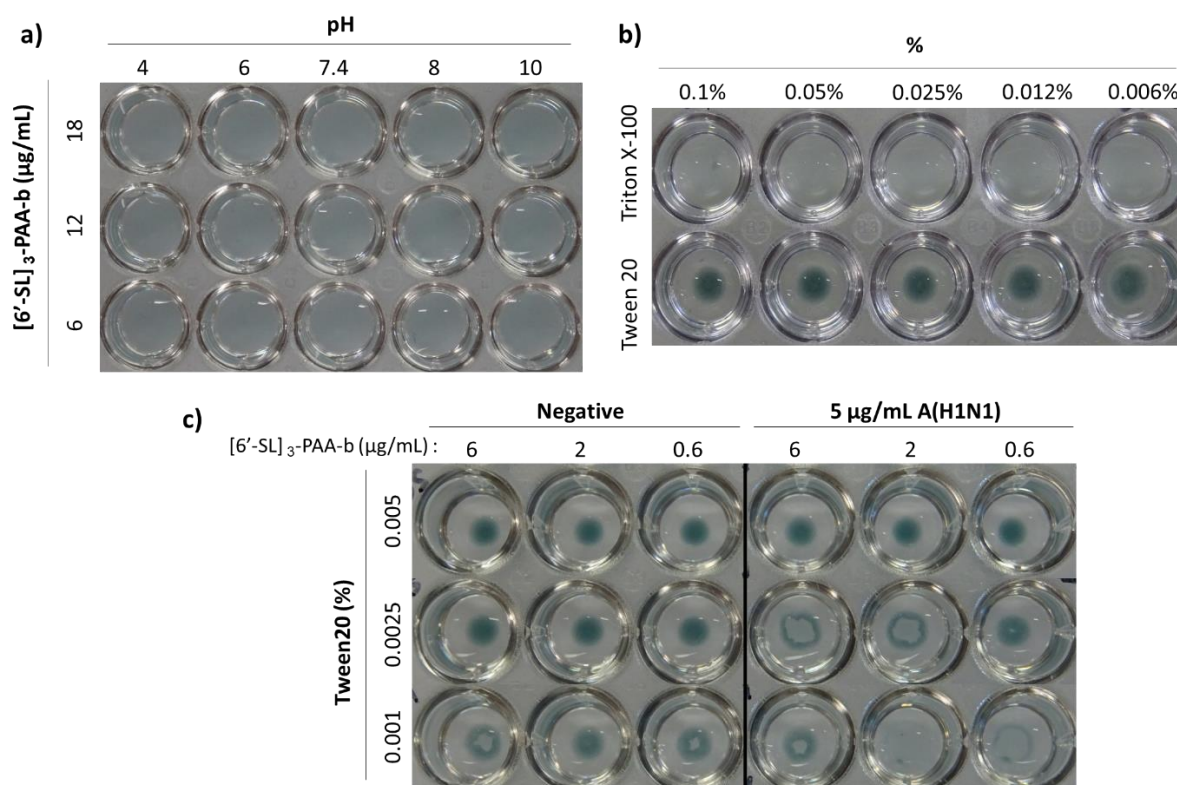 a)
pH
4 6 7.4 8 10
[6’-SL]₃-PAA-b (µg/mL)
18
12
6
b)
%
0.1% 0.05% 0.025% 0.012% 0.006%
Triton X-100
Tween 20
c)
Negative 5 µg/mL A(H1N1)
[6’-SL]₃-PAA-b (µg/mL) : 6 2 0.6 6 2 0.6
Tween20 (%)
0.005
0.0025
0.001